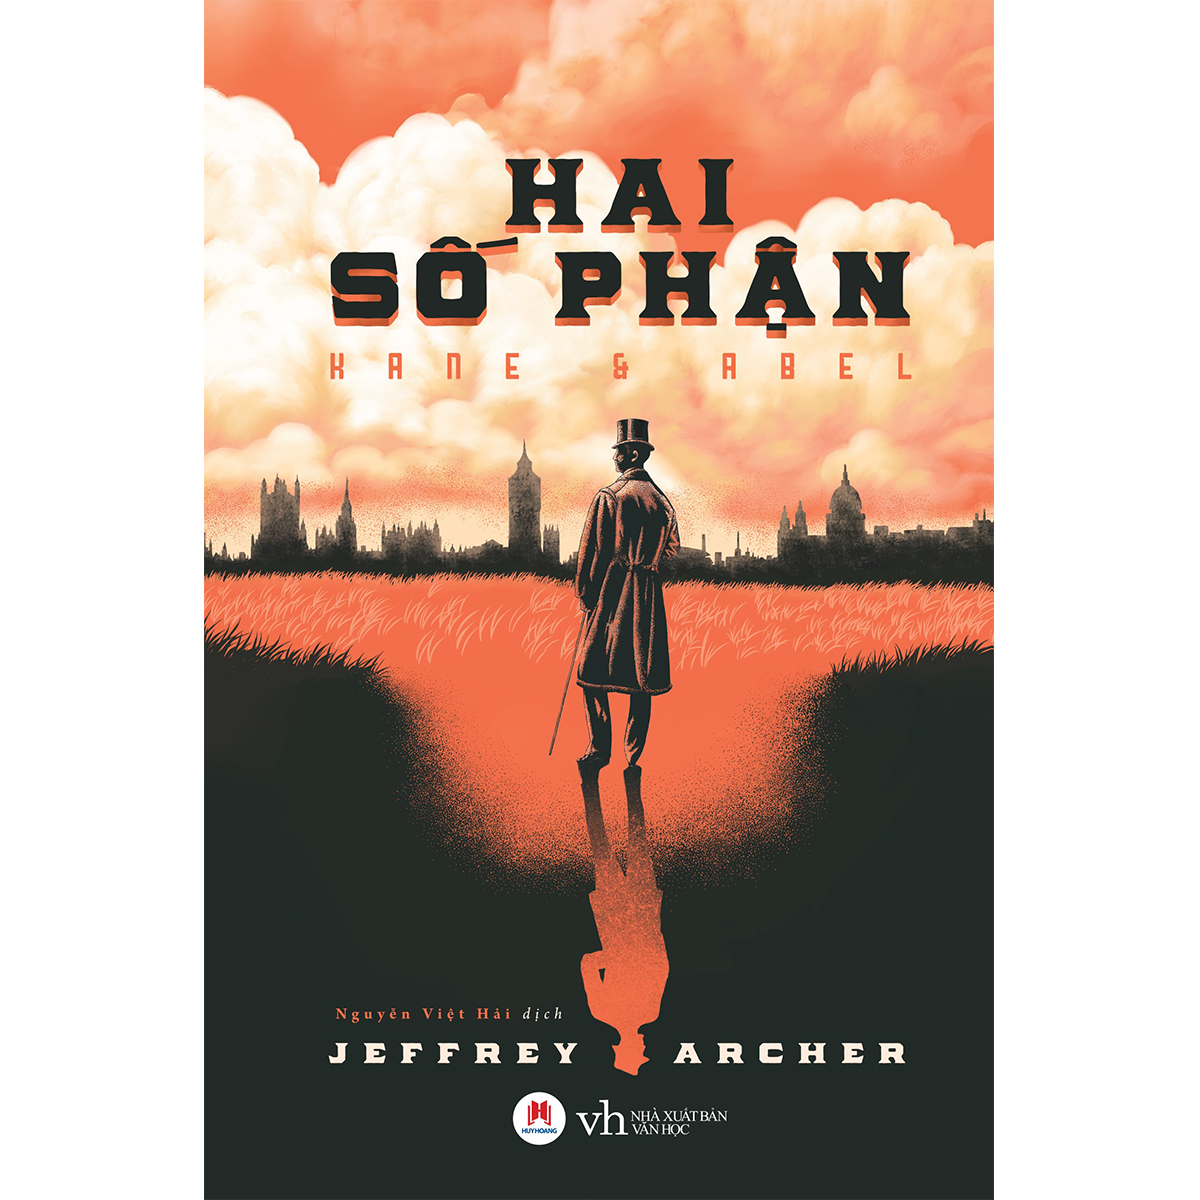 HAI
SỐ PHẬN
KANE & ABEL
Nguyễn Việt Hải dịch
JEFFREY ARCHER
HUYHOANG
vh NHÀ XUẤT BẢN
VĂN HỌC